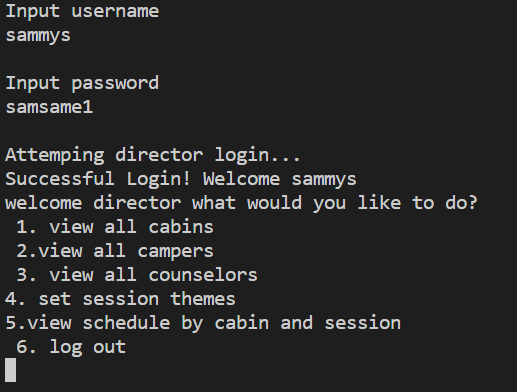 Input username
sammys
Input password
samsame1
Attemping director login...
Successful Login! Welcome sammys
welcome director what would you like to do?
1. view all cabins
2.view all campers
3. view all counselors
4. set session themes
5.view schedule by cabin and session
6. log out